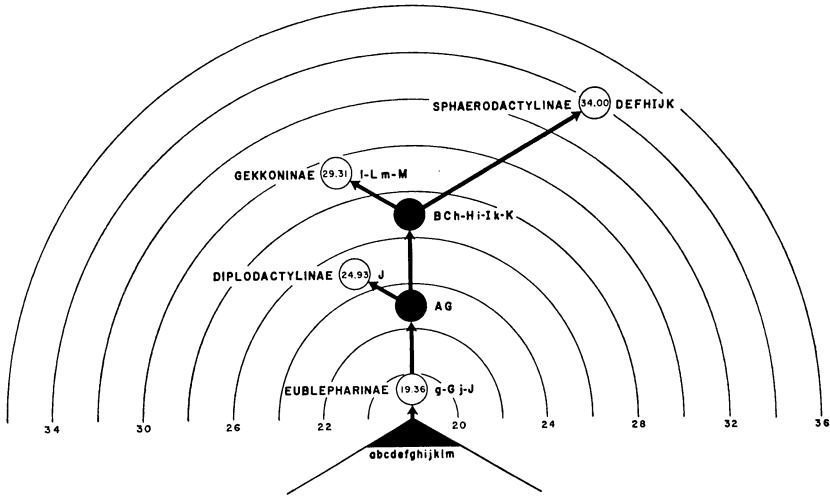 SPHAERODACTYLINAE 34.00 DEFHIJK
GEKKONINAE 29.31 l-L m-M
BCh-Hi-Ik-K
DIPLODACTYLINAE 24.93 J
AG
EUBLEPHARINAE 19.36 g-G j-J
34 30 26 22 20 24 28 32 36
abcdefghijklm